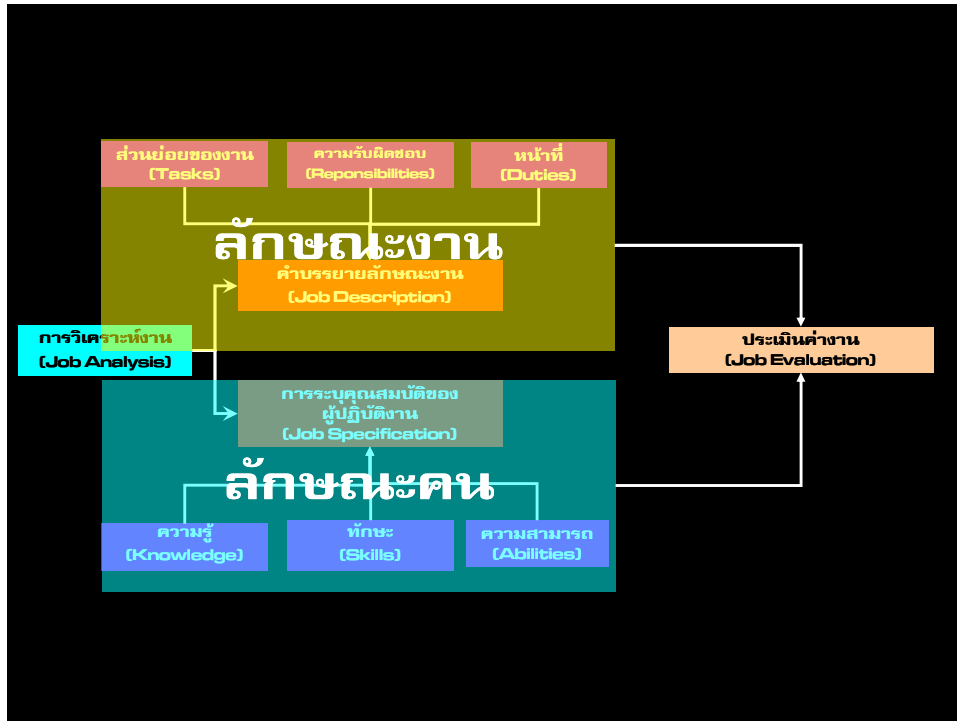 ส่วนย่อยของงาน
(Tasks)
ความรับผิดชอบ
(Reponsibilities)
หน้าที่
(Duties)
ลักษณะงาน
คำบรรยายลักษณะงาน
(Job Description)
การวิเคราะห์งาน
(Job Analysis)
ประเมินค่างาน
(Job Evaluation)
การระบุคุณสมบัติของ
ผู้ปฏิบัติงาน
(Job Specification)
ลักษณะคน
ความรู้
(Knowledge)
ทักษะ
(Skills)
ความสามารถ
(Abilities)